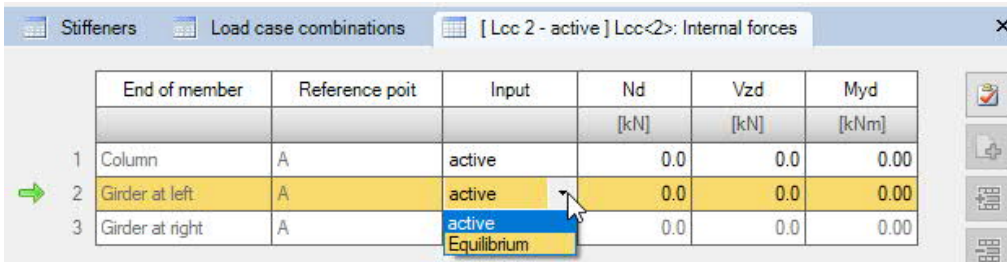 Stiffeners Load case combinations [ Lcc 2 - active ] Lcc<2>: Internal forces
End of member Reference poit Input Nd Vzd Myd
[kN] [kN] [kNm]
1 Column A active 0.0 0.0 0.00
2 Girder at left A active 0.0 0.0 0.00
3 Girder at right A active 0.0 0.0 0.00
Equilibrium